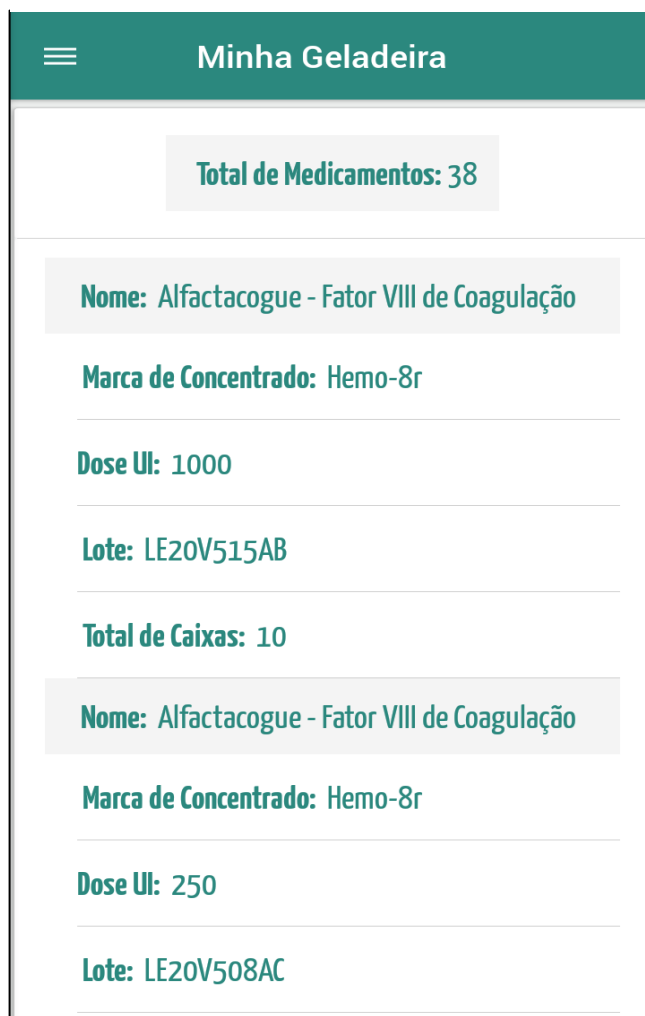 Minha Geladeira
Total de Medicamentos: 38
Nome: Alfactacogue - Fator VIII de Coagulação
Marca de Concentrado: Hemo-8r
Dose UI: 1000
Lote: LE20V515AB
Total de Caixas: 10
Nome: Alfactacogue - Fator VIII de Coagulação
Marca de Concentrado: Hemo-8r
Dose UI: 250
Lote: LE20V508AC